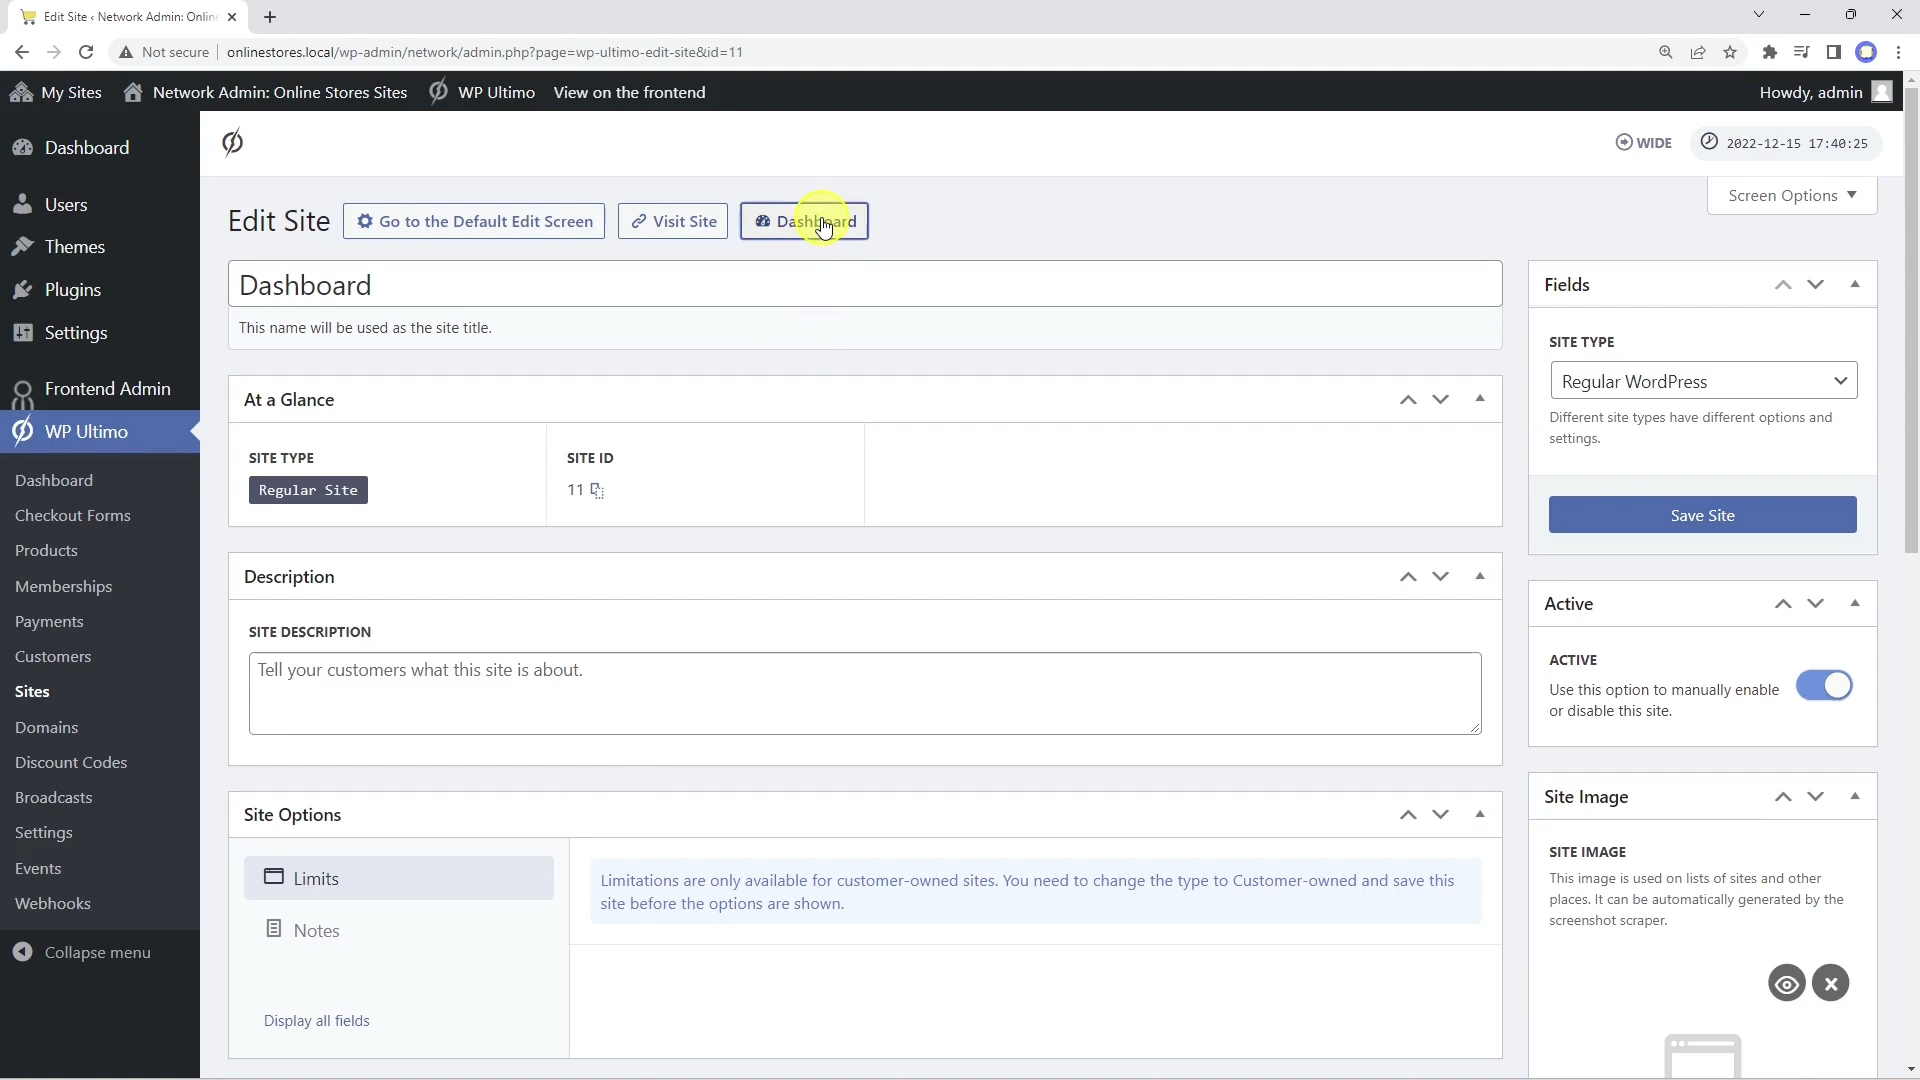 Edit Site ‹ Network Admin: Online
Not secure
onlinestores.local/wp-admin/network/admin.php?page=wp-ultimo-edit-site&id=11
My Sites
Network Admin: Online Stores Sites
WP Ultimo
View on the frontend
Howdy, admin
Dashboard
Users
Themes
Plugins
Settings
Frontend Admin
WP Ultimo
Dashboard
Checkout Forms
Products
Memberships
Payments
Customers
Sites
Domains
Discount Codes
Broadcasts
Settings
Events
Webhooks
Collapse menu
WIDE
2022-12-15 17:40:25
Screen Options
Edit Site
Go to the Default Edit Screen
Visit Site
Dashboard
Dashboard
This name will be used as the site title.
At a Glance
SITE TYPE
Regular Site
SITE ID
11
Description
SITE DESCRIPTION
Tell your customers what this site is about.
Site Options
Limits
Notes
Display all fields
Limitations are only available for customer-owned sites. You need to change the type to Customer-owned and save this
site before the options are shown.
Fields
SITE TYPE
Regular WordPress
Different site types have different options and
settings.
Save Site
Active
ACTIVE
Use this option to manually enable
or disable this site.
Site Image
SITE IMAGE
This image is used on lists of sites and other
places. It can be automatically generated by the
screenshot scraper.